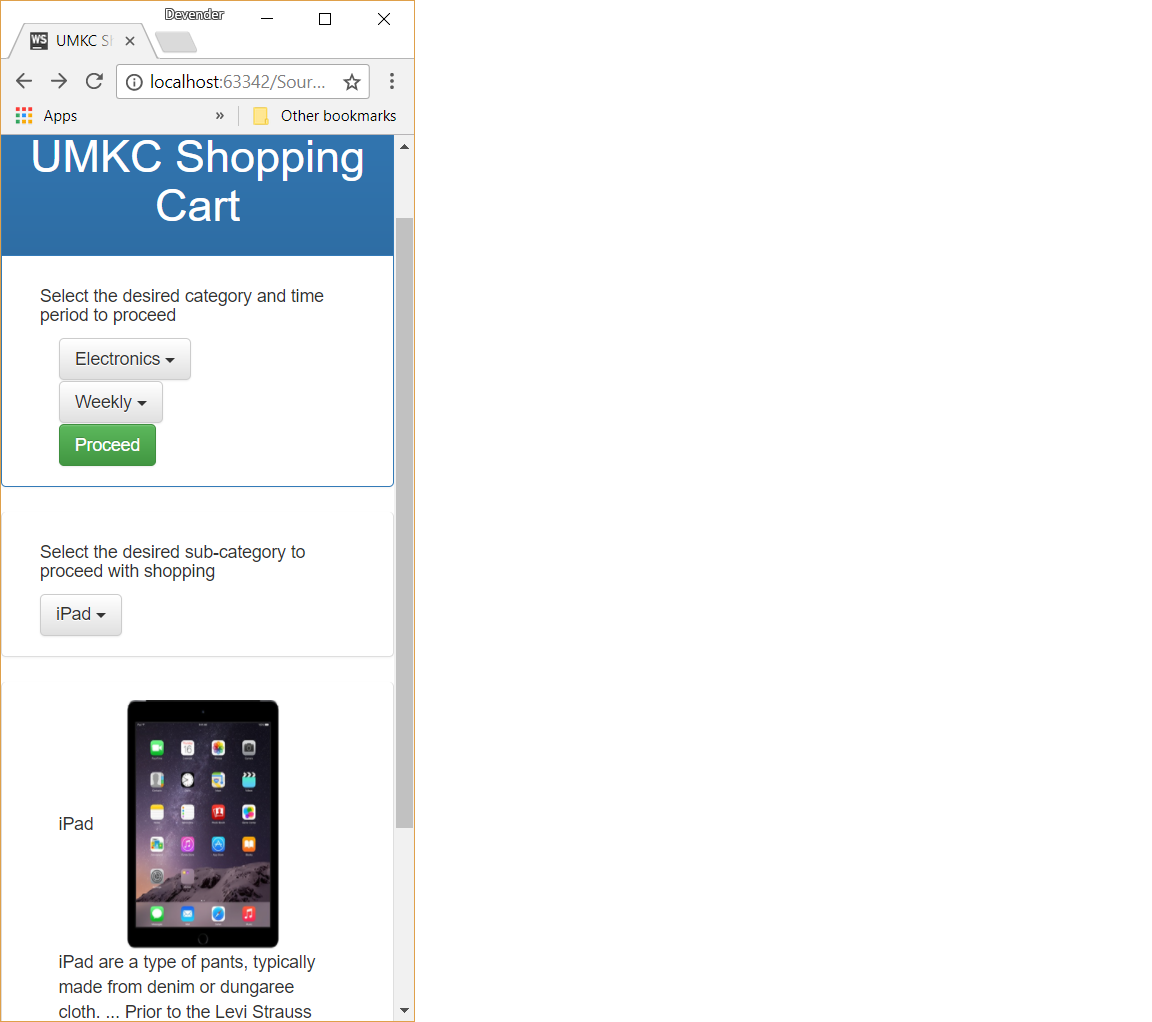 Devender
WS UMKC Sh
localhost:63342/Sour...
Apps
» Other bookmarks
UMKC Shopping
Cart
Select the desired category and time
period to proceed
Electronics
Weekly
Proceed
Select the desired sub-category to
proceed with shopping
iPad
iPad
iPad are a type of pants, typically
made from denim or dungaree
cloth. ... Prior to the Levi Strauss